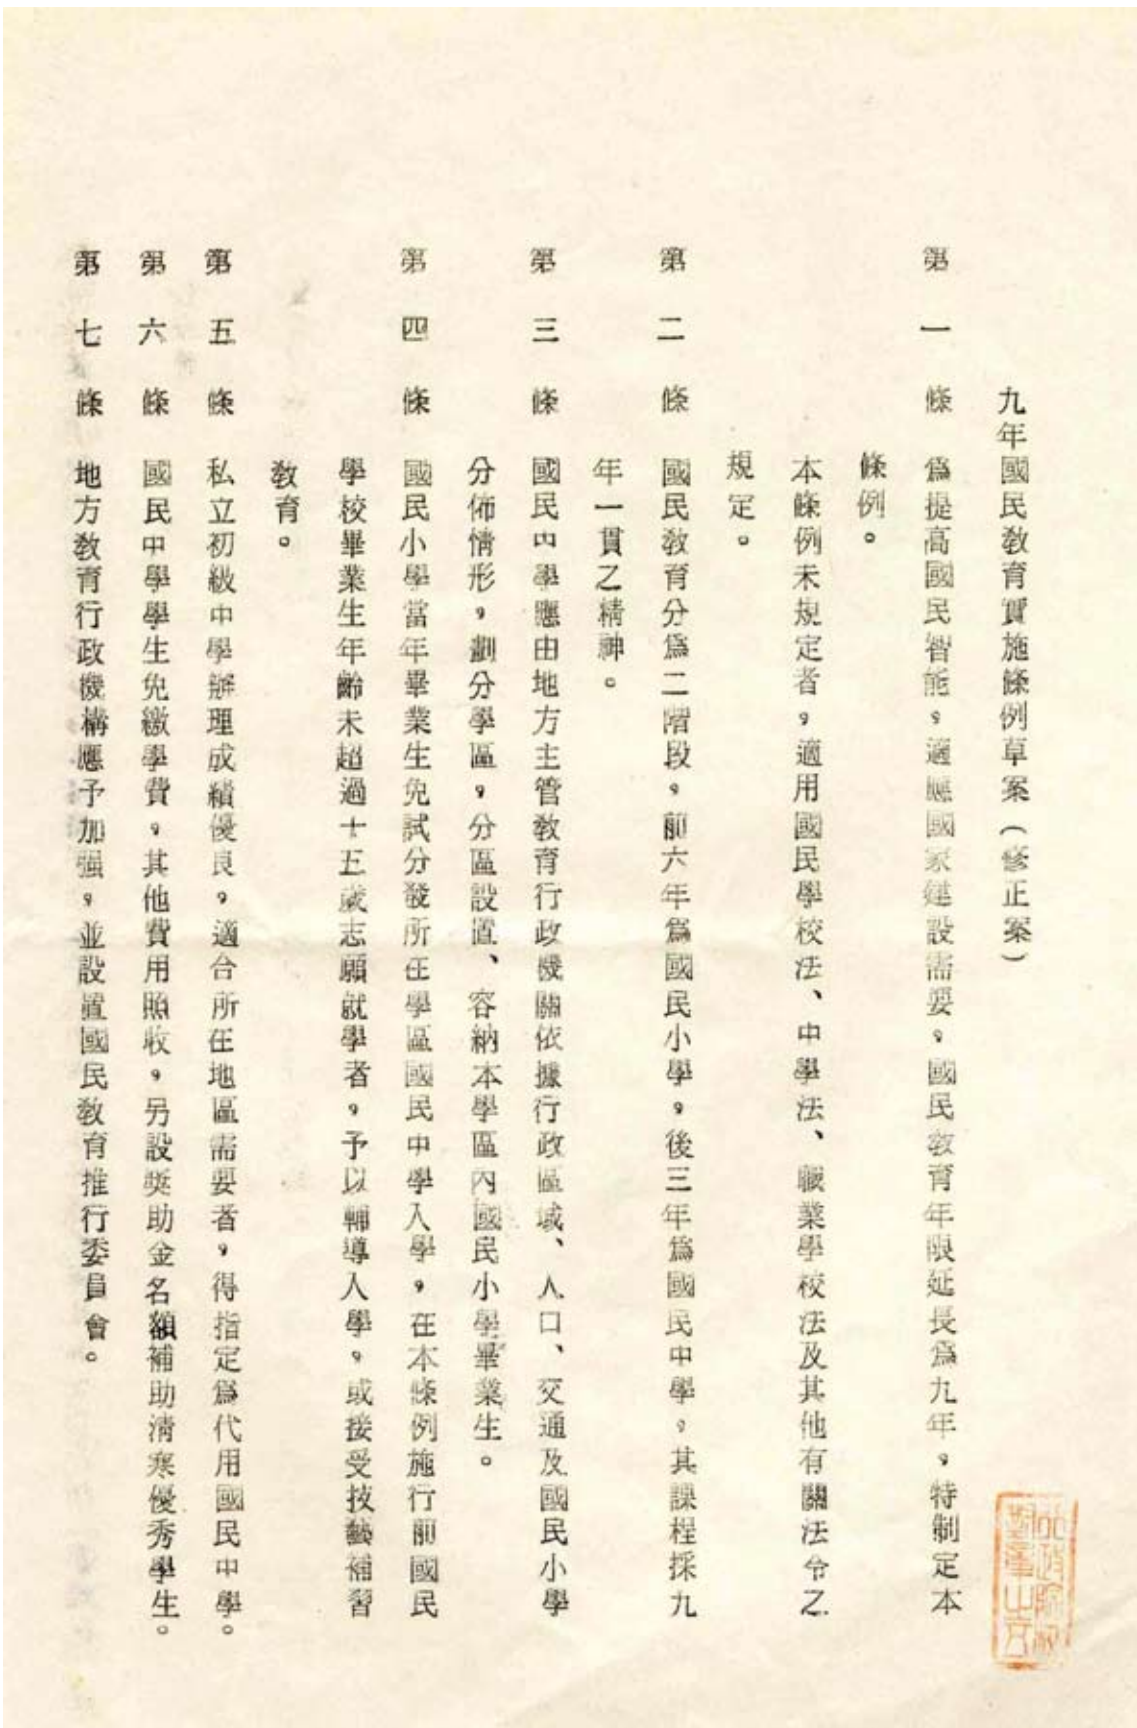 九年國民敎育實施條例草案(修正案)
第一條 爲提高國民智能,適應國家建設需要,國民敎育年限延長爲九年,特制定本
條例。
本條例未規定者,適用國民學校法、中學法、職業學校法及其他有關法令之
規定。
第二條 國民敎育分爲二階段,前六年爲國民小學,後三年爲國民中學,其課程採九
年一貫之精神。
第三條 國民中學應由地方主管敎育行政機關依據行政區域、人口、交通及國民小學
分佈情形,劃分學區,分區設置、容納本學區內國民小學畢業生。
第四條 國民小學當年畢業生免試分發所在學區國民中學入學,在本條例施行前國民
學校畢業生年齡未超過十五歲志願就學者,予以輔導入學,或接受技藝補習
敎育。
第五條 私立初級中學辦理成績優良,適合所在地區需要者,得指定爲代用國民中學。
第六條 國民中學學生免繳學費,其他費用照收,另設獎助金名額補助清寒優秀學生。
第七條 地方敎育行政機構應予加强,並設置國民敎育推行委員會。